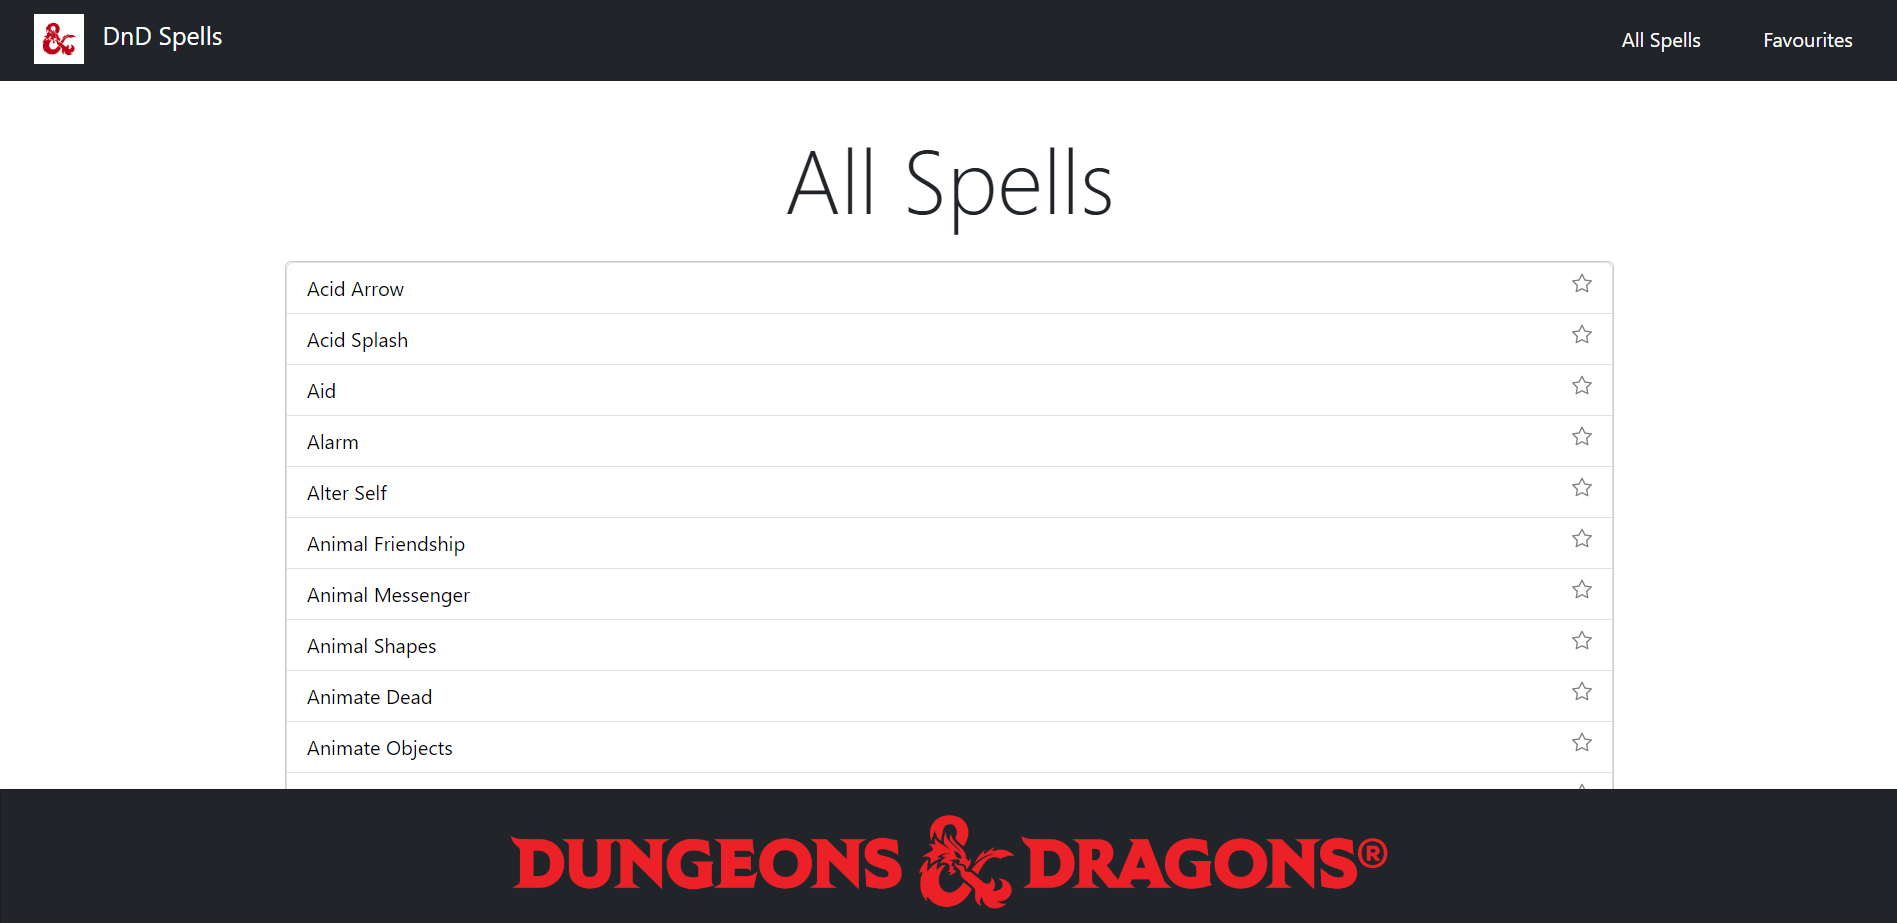 DnD Spells
All Spells
Favourites
All Spells
Acid Arrow
Acid Splash
Aid
Alarm
Alter Self
Animal Friendship
Animal Messenger
Animal Shapes
Animate Dead
Animate Objects
DUNGEONS & DRAGONS®